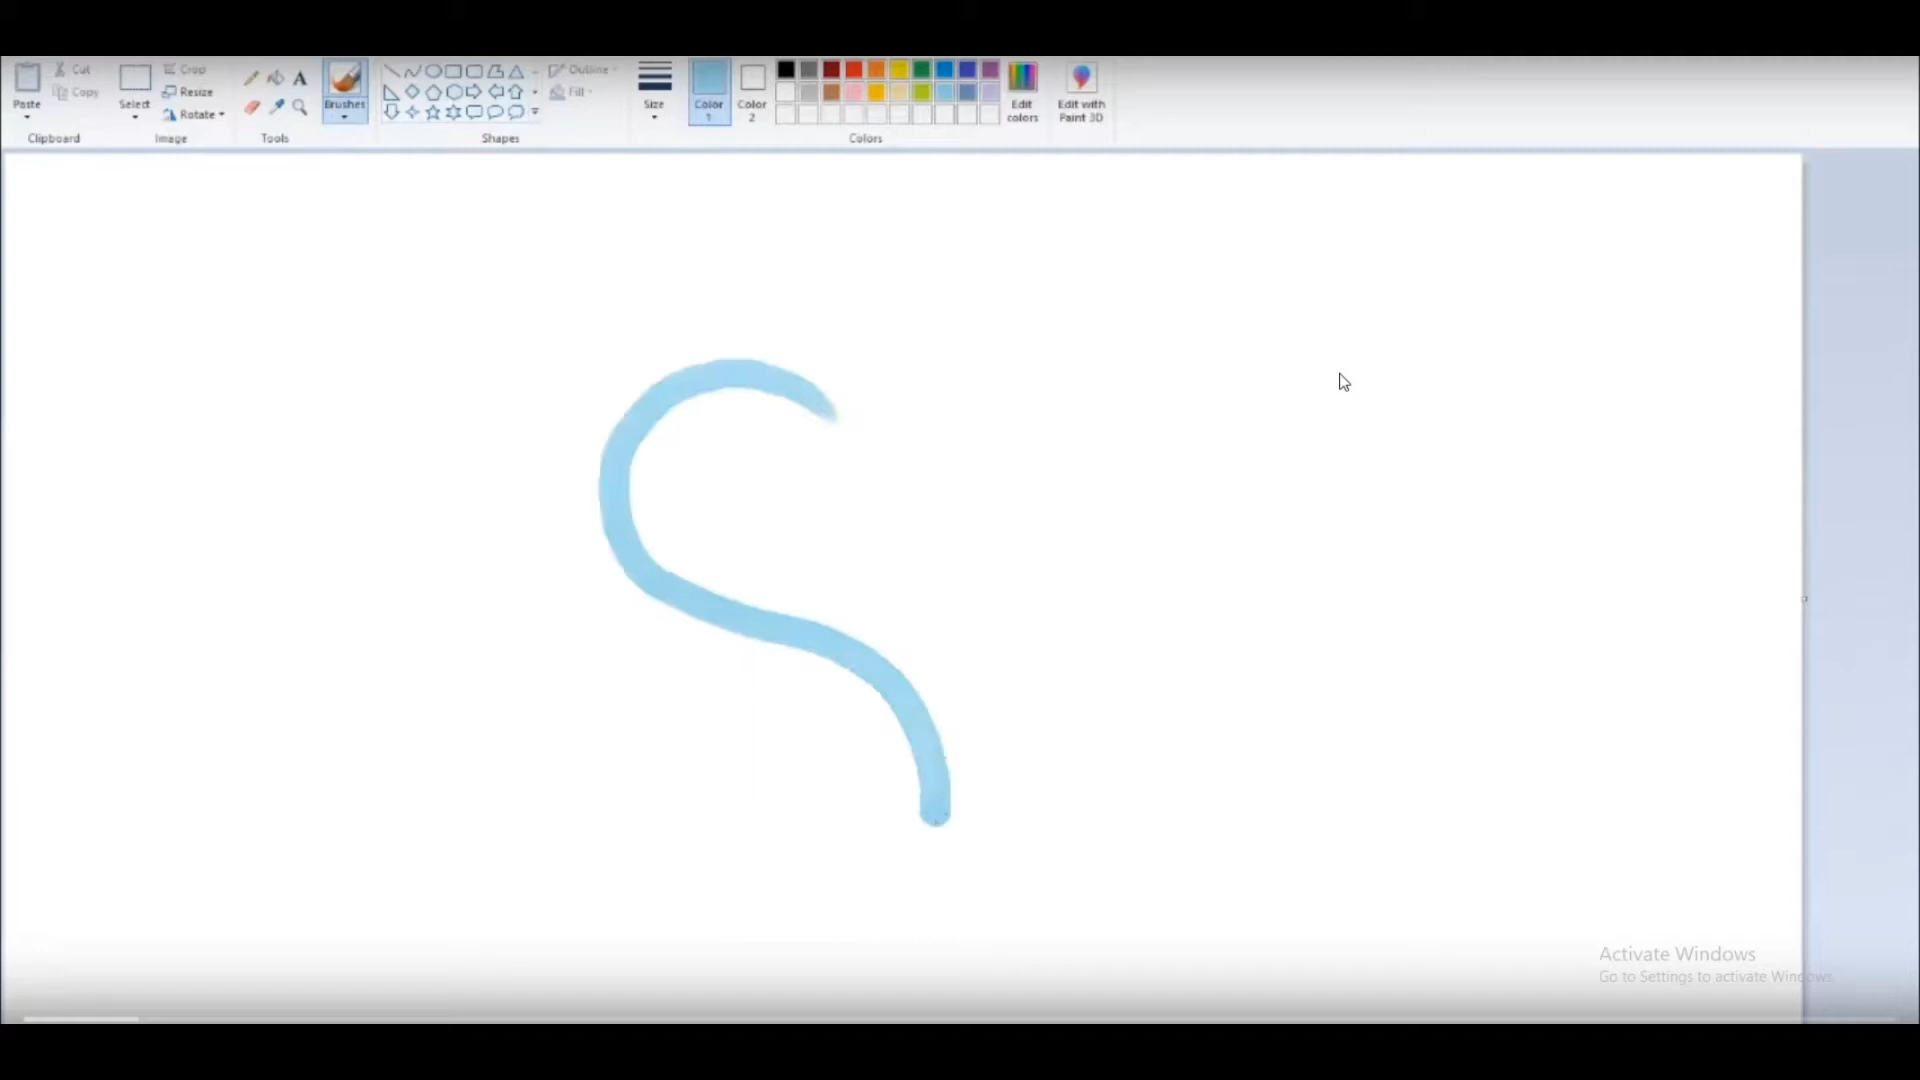 Cut
Crop
Outline
Resize
Fill
Copy
Rotate
Paste
Select
Brushes
Size
Color 1
Color 2
Edit colors
Edit with Paint 3D
Clipboard
Image
Tools
Shapes
Colors
A
Activate Windows
Go to Settings to activate Windows.